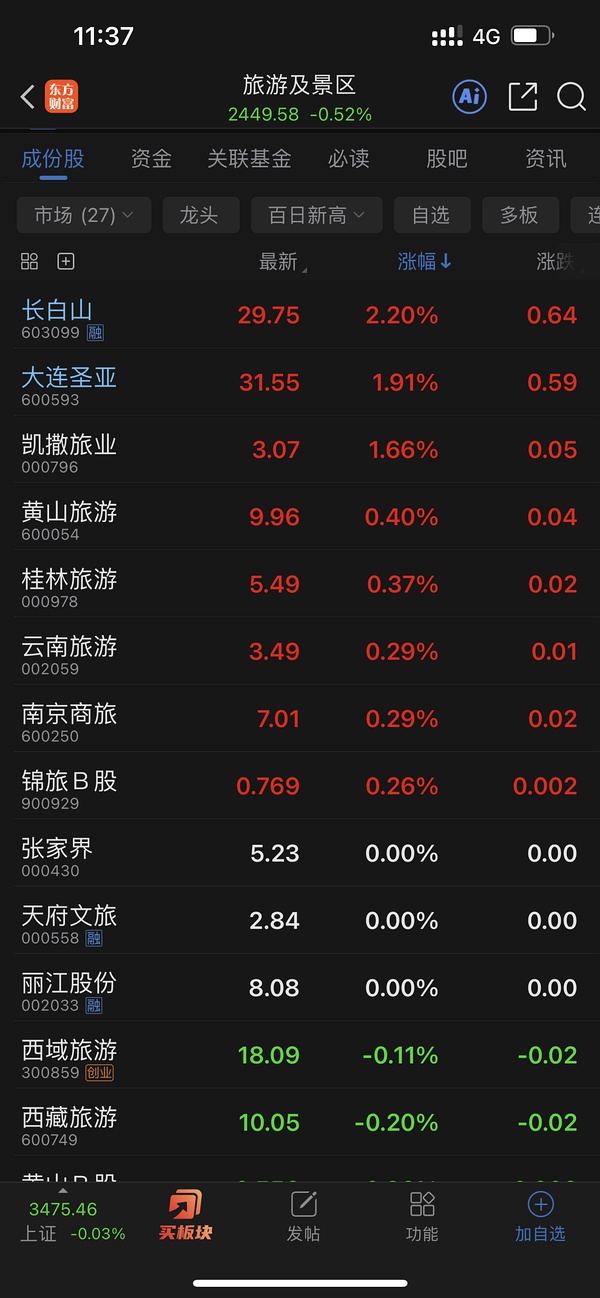 11:37
4G
东方
财富
旅游及景区
2449.58 -0.52%
Ai
成份股 资金 关联基金 必读 股吧 资讯
市场 (27) 龙头 百日新高 自选 多板
最新 涨幅↓ 涨跌
长白山 29.75 2.20% 0.64
603099 融
大连圣亚 31.55 1.91% 0.59
600593
凯撒旅业 3.07 1.66% 0.05
000796
黄山旅游 9.96 0.40% 0.04
600054
桂林旅游 5.49 0.37% 0.02
000978
云南旅游 3.49 0.29% 0.01
002059
南京商旅 7.01 0.29% 0.02
600250
锦旅B股 0.769 0.26% 0.002
900929
张家界 5.23 0.00% 0.00
000430
天府文旅 2.84 0.00% 0.00
000558 融
丽江股份 8.08 0.00% 0.00
002033 融
西域旅游 18.09 -0.11% -0.02
300859 创业
西藏旅游 10.05 -0.20% -0.02
600749
黄山B股
3475.46
上证 -0.03%
买板块
发帖
功能
加自选